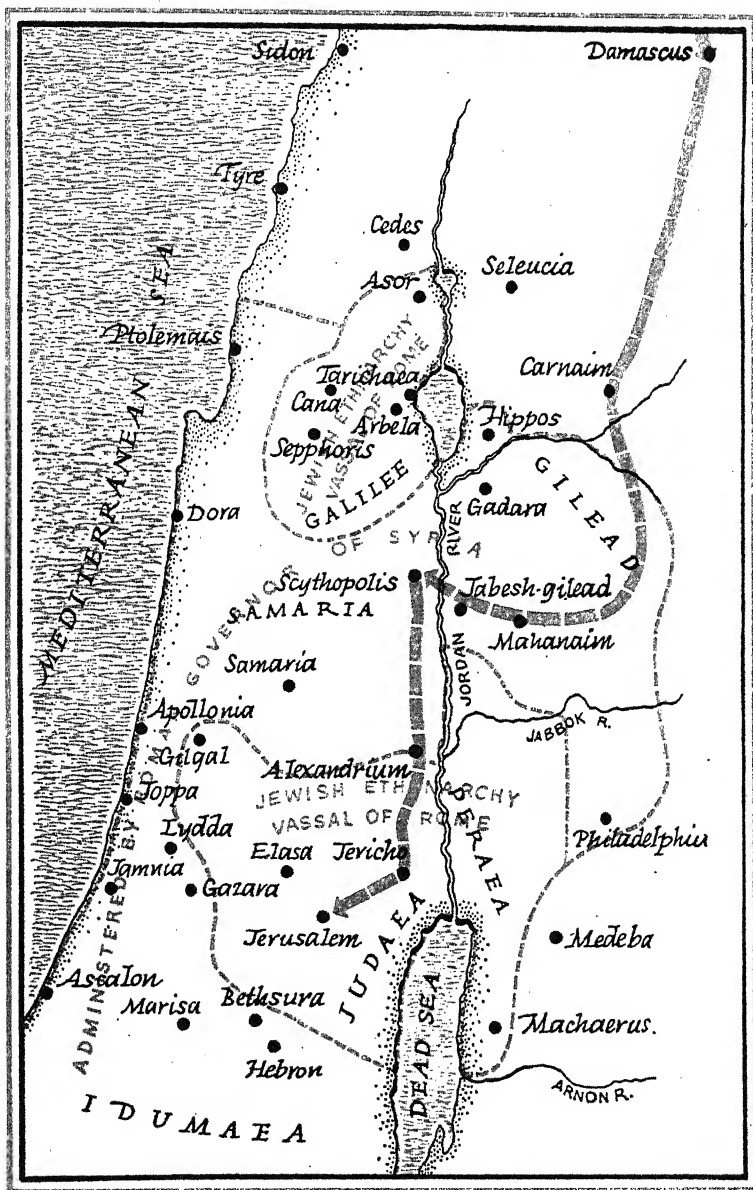 Sidon
Damascus
Tyre
Cedes
Asor
Seleucia
MEDITERRANEAN SEA
Ptolemais
JEWISH ETHNARCHY
VASSAL OF ROME
Tarichaea
Carnaim
Cana
Arbela
Hippos
Sepphoris
GALILEE
GILEAD
Gadara
Dora
ADMINISTERED BY ROMAN GOVERNOR OF SYRIA
JORDAN RIVER
Scythopolis
SAMARIA
Jabesh-gilead
Mahanaim
Samaria
Apollonia
JABBOK R.
Gilgal
Alexandrium
JEWISH ETHNARCHY
VASSAL OF ROME
Joppa
PERAEA
Lydda
Philadelphia
Elasa
Jericho
Jamnia
Gazara
Jerusalem
JUDAEA
Medeba
Ascalon
Marisa
Bethsura
DEAD SEA
Machaerus.
Hebron
ARNON R.
IDUMAEA